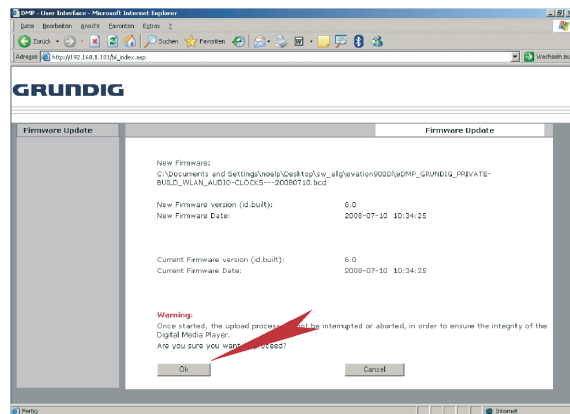 DMP - User Interface - Microsoft Internet Explorer
Datei Bearbeiten Ansicht Favoriten Extras ?
Zurück Suchen Favoriten
Adresse http://192.168.1.101/bl_index.asp Wechseln zu
GRUNDIG
Firmware Update Firmware Update
New Firmware:
C:\Documents and Settings\noelp\Desktop\sw_allg\ovation9000i\eDMP_GRUNDIG_PRIVATE-
BUILD_WLAN_AUDIO-CLOCKS---20080710.bcd
New Firmware version (id.built): 6.0
New Firmware Date: 2008-07-10 10:34:25
Current Firmware version (id.built): 6.0
Current Firmware Date: 2008-07-10 10:34:25
Warning:
Once started, the upload process not be interrupted or aborted, in order to ensure the integrity of the
Digital Media Player.
Are you sure you want proceed?
Ok Cancel
Fertig Internet